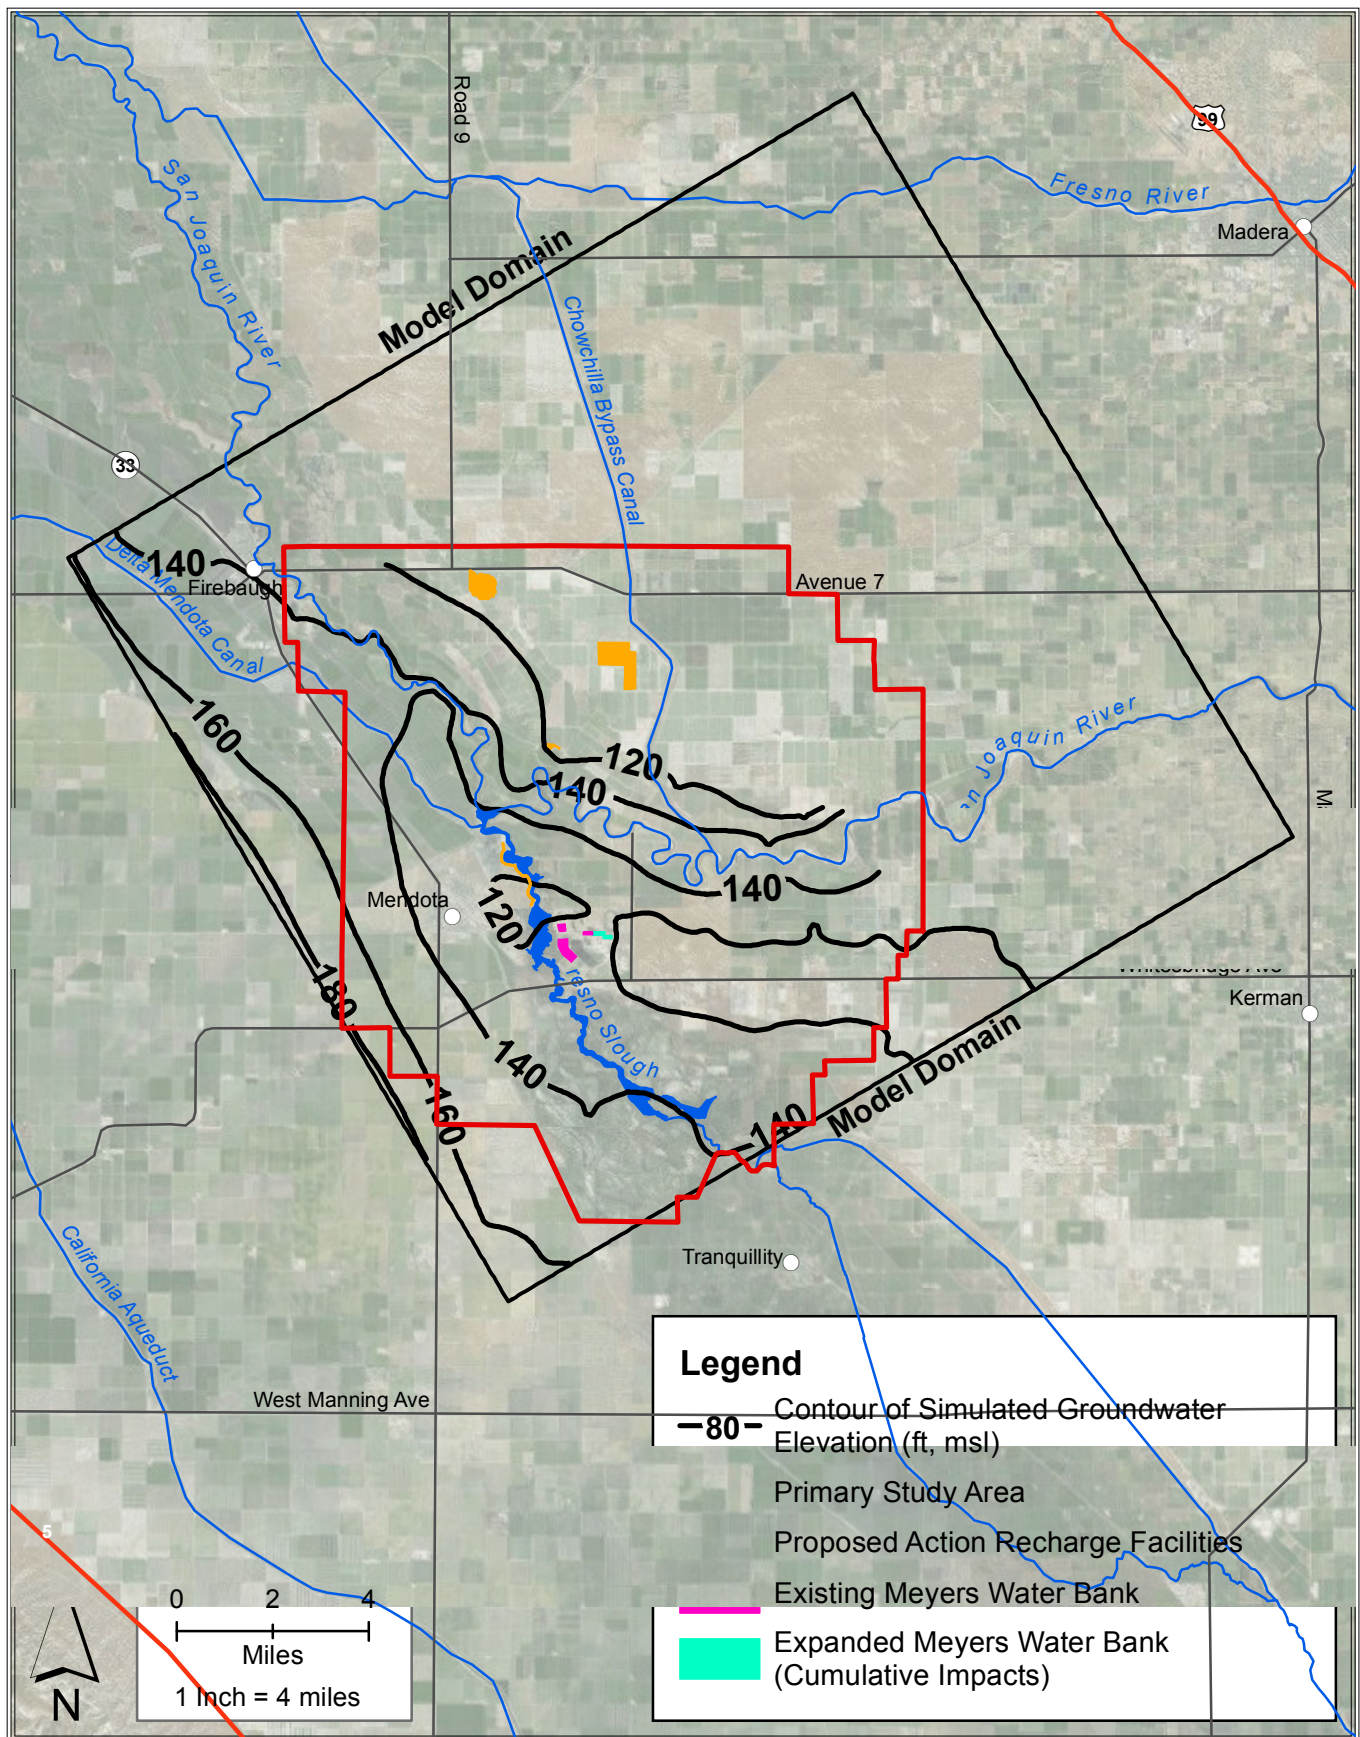 Road 9
99
San Joaquin River
Fresno River
Madera
Model Domain
Chowchilla Bypass Canal
33
140
Delta Mendota Canal
Firebaugh
Avenue 7
160
120
140
San Joaquin River
140
Mendota
120
180
resno Slough
Kerman
140
Model Domain
160
140
Tranquillity
California Aqueduct
West Manning Ave
Legend
80
Contour of Simulated Groundwater
Elevation (ft, msl)
Primary Study Area
Proposed Action Recharge Facilities
Existing Meyers Water Bank
Expanded Meyers Water Bank
(Cumulative Impacts)
5
0 2 4
Miles
1 Inch = 4 miles
N